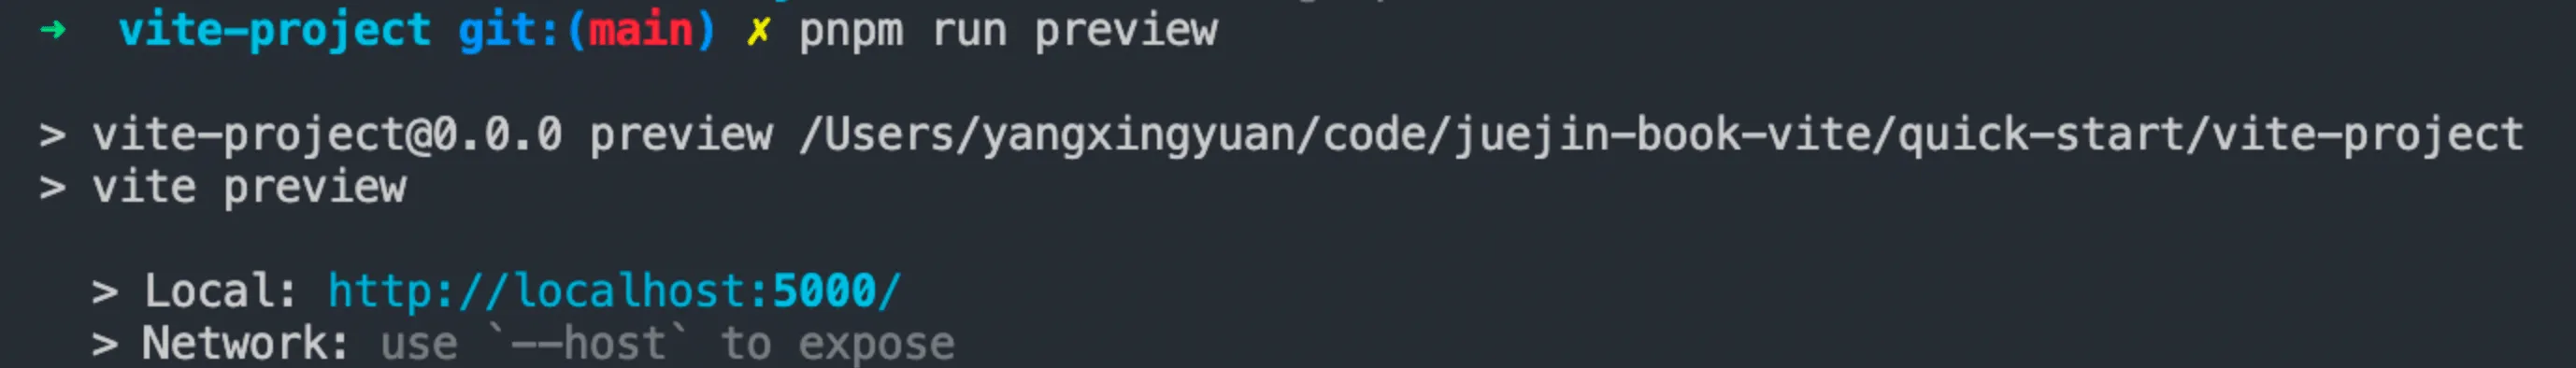 ➜  vite-project git:(main) ✗ pnpm run preview
> vite-project@0.0.0 preview /Users/yangxingyuan/code/juejin-book-vite/quick-start/vite-project
> vite preview
> Local: http://localhost:5000/
> Network: use `--host` to expose